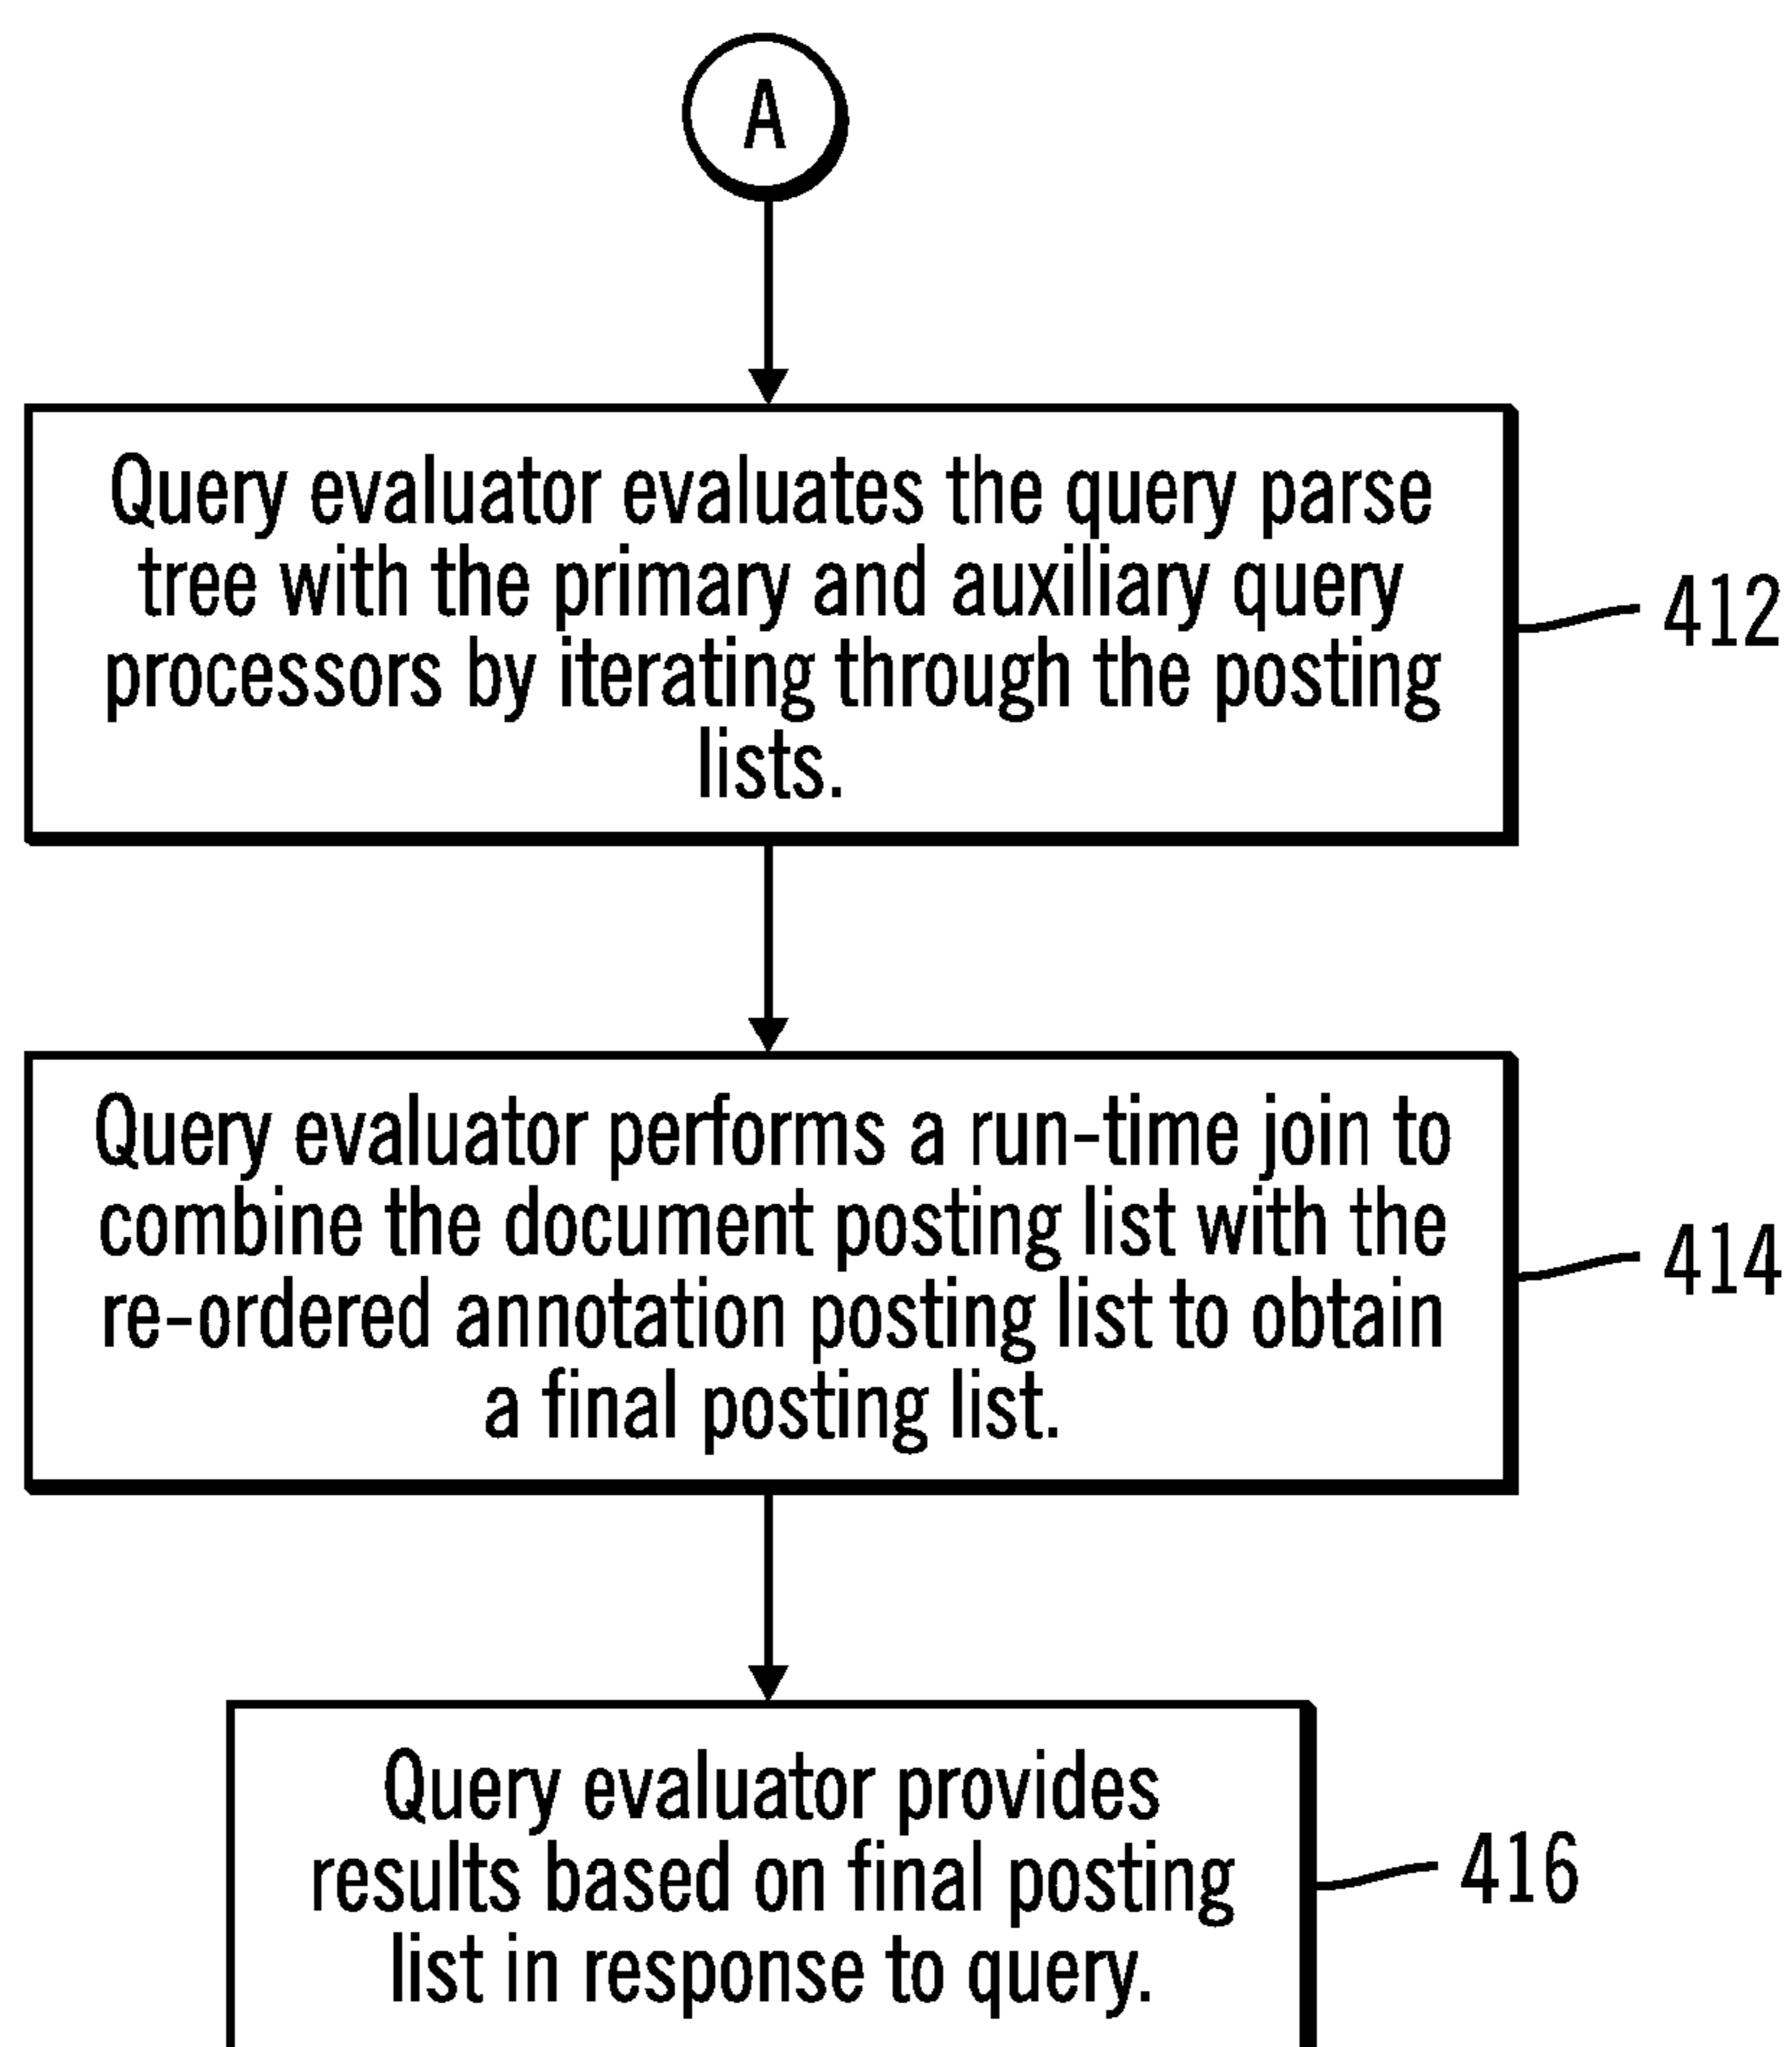 A
Query evaluator evaluates the query parse
tree with the primary and auxiliary query
processors by iterating through the posting
lists.
412
Query evaluator performs a run-time join to
combine the document posting list with the
re-ordered annotation posting list to obtain
a final posting list.
414
Query evaluator provides
results based on final posting
list in response to query.
416